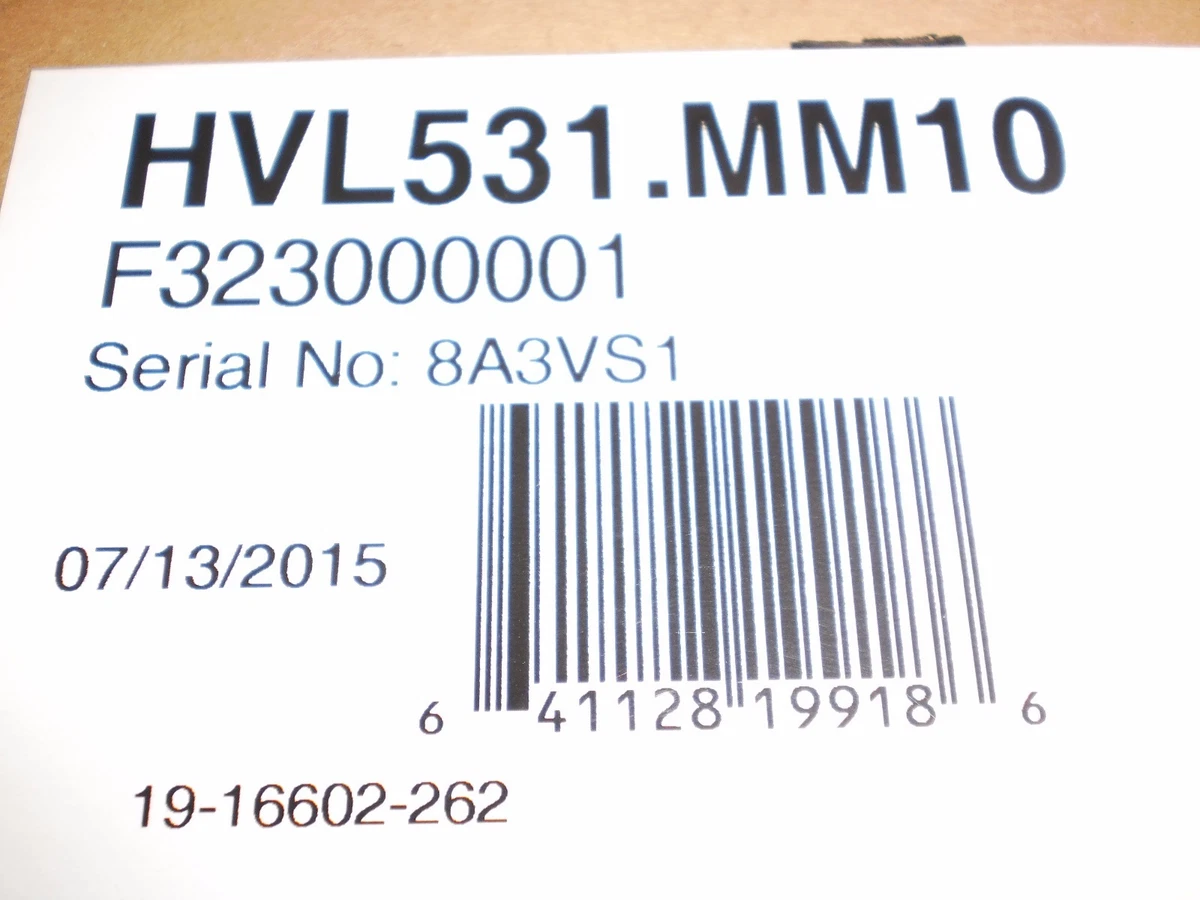 HVL531.MM10
F323000001
Serial No: 8A3VS1
07/13/2015
6 41128 19918 6
19-16602-262